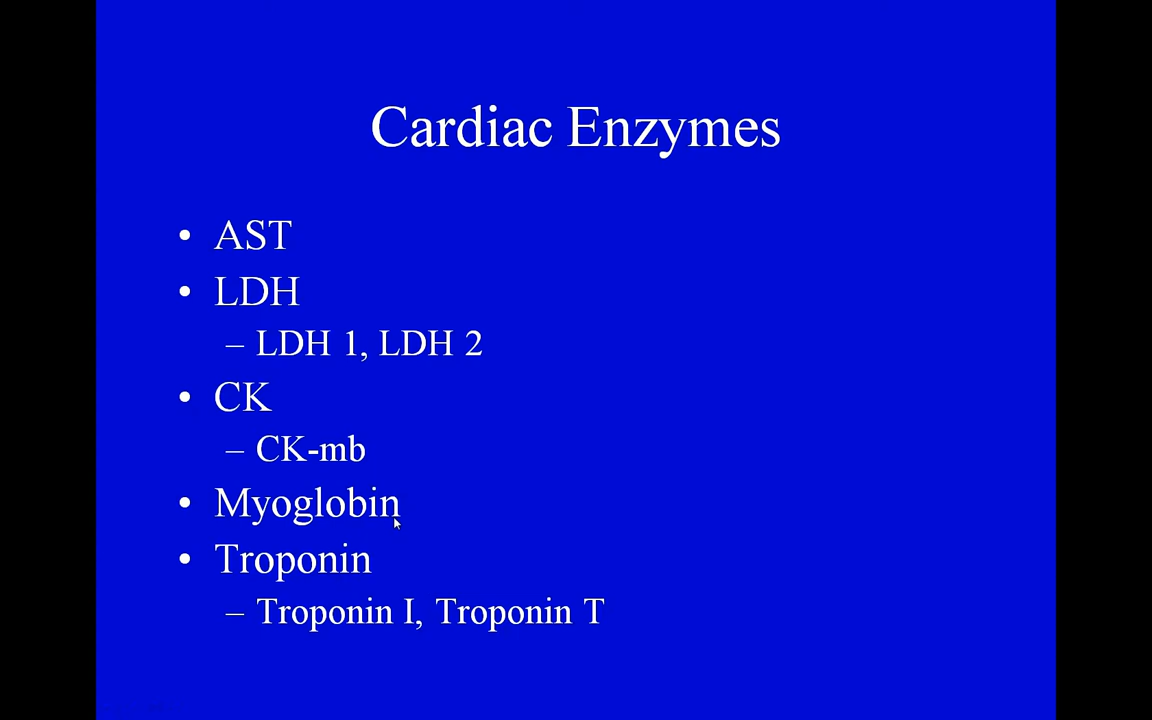 Cardiac Enzymes
• AST
• LDH
– LDH 1, LDH 2
• CK
– CK-mb
• Myoglobin
• Troponin
– Troponin I, Troponin T